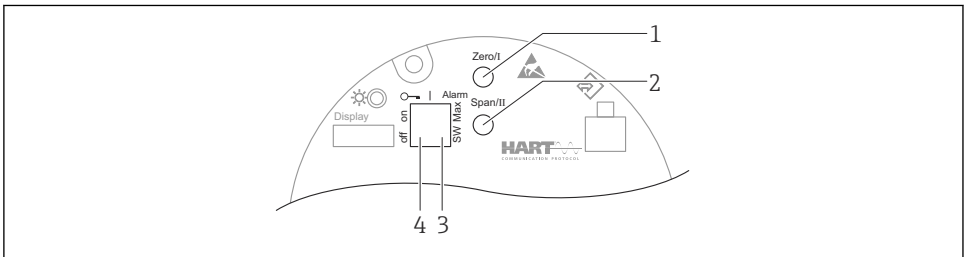 1
Zero/I
2
Alarm
Span/II
Display
on
off
SW Max
HART
COMMUNICATION PROTOCOL
4 3